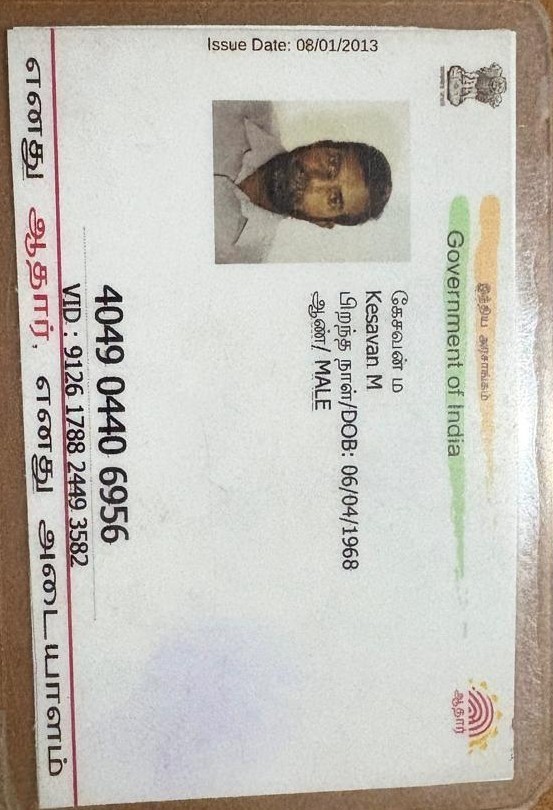 இந்திய அரசாங்கம்
Government of India
Issue Date: 08/01/2013
கேசவன் ம
Kesavan M
பிறந்த நாள்/DOB: 06/04/1968
ஆண்/ MALE
4049 0440 6956
VID : 9126 1788 2449 3582
ஆதார்
எனது ஆதார், எனது அடையாளம்